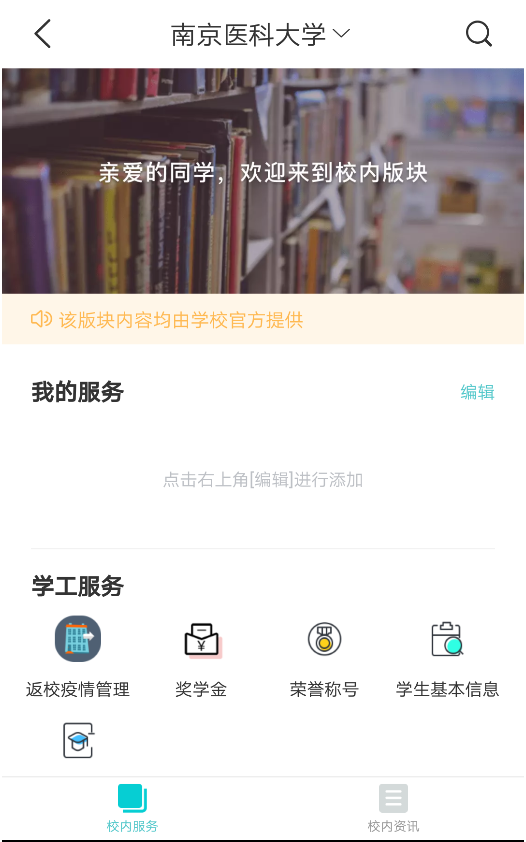 南京医科大学
亲爱的同学，欢迎来到校内版块
该版块内容均由学校官方提供
我的服务
编辑
点击右上角[编辑]进行添加
学工服务
返校疫情管理
奖学金
荣誉称号
学生基本信息
校内服务
校内资讯